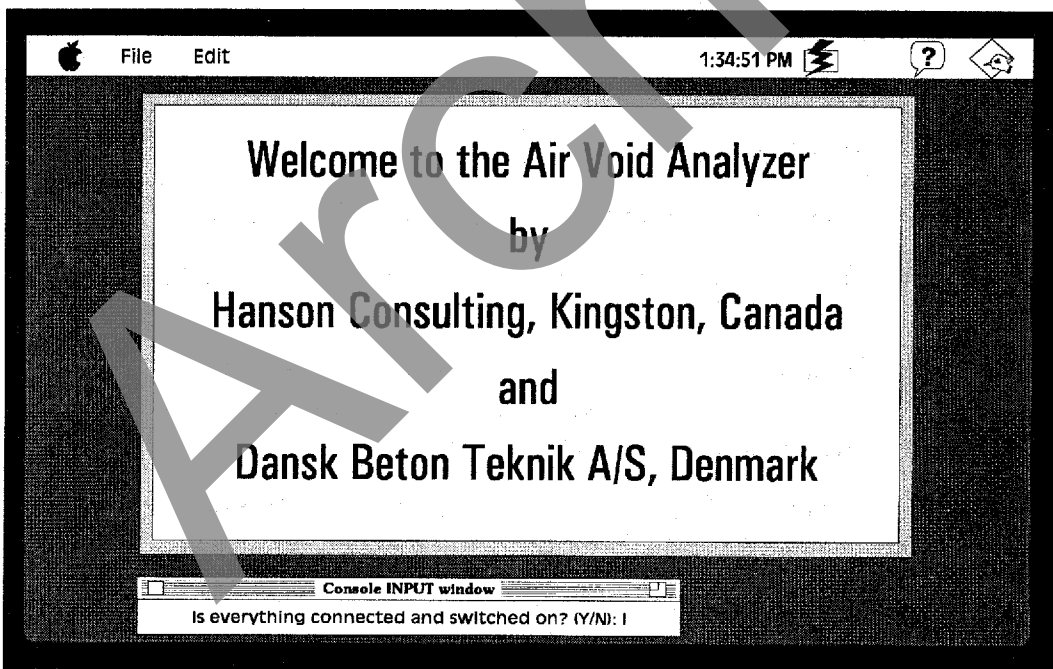 File Edit 1:34:51 PM ?
Welcome to the Air Void Analyzer
by
Hanson Consulting, Kingston, Canada
and
Dansk Beton Teknik A/S, Denmark
Console INPUT window
Is everything connected and switched on? (Y/N): |
Arch